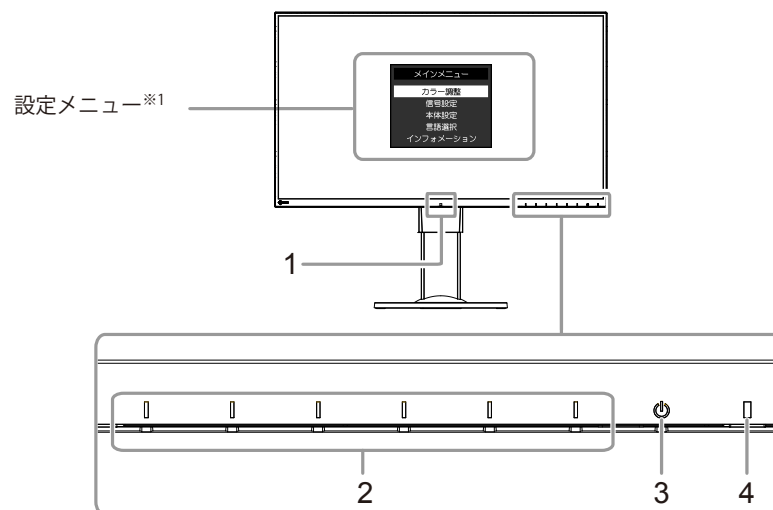 設定メニュー※1
メインメニュー
カラー調整
信号設定
本体設定
言語選択
インフォメーション
1
2
3
4